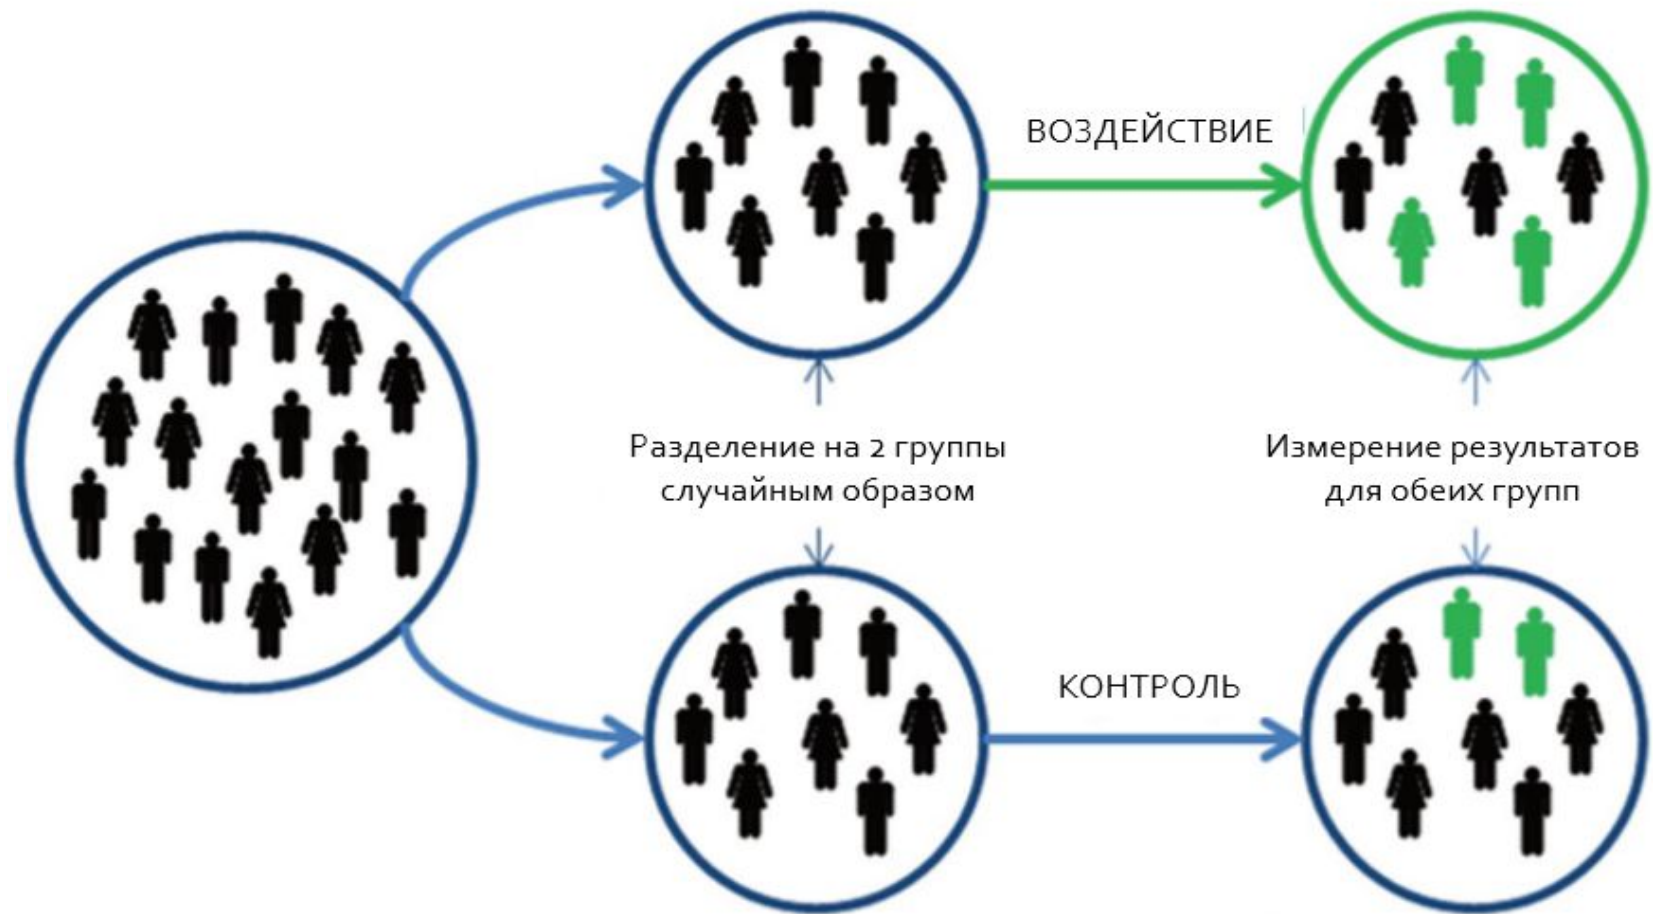 ВОЗДЕЙСТВИЕ
Разделение на 2 группы
случайным образом
Измерение результатов
для обеих групп
КОНТРОЛЬ